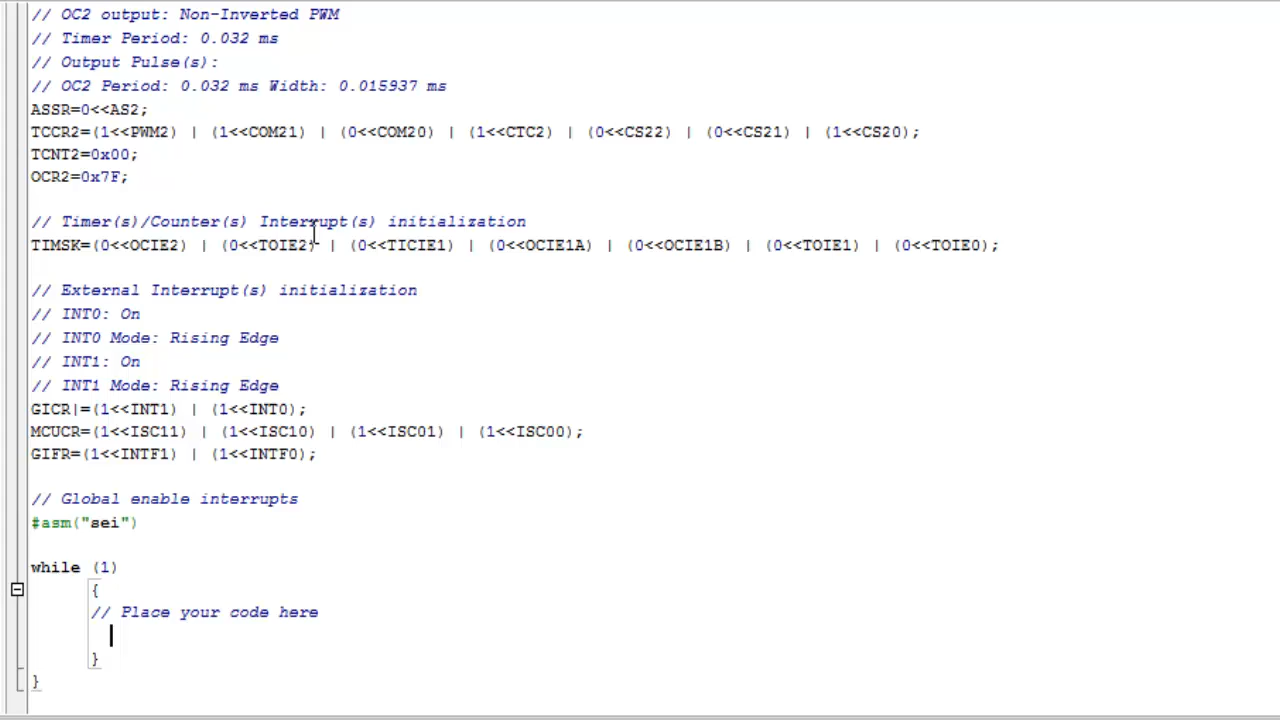 // OC2 output: Non-Inverted PWM
// Timer Period: 0.032 ms
// Output Pulse(s):
// OC2 Period: 0.032 ms Width: 0.015937 ms
ASSR=0<<AS2;
TCCR2=(1<<PWM2) | (1<<COM21) | (0<<COM20) | (1<<CTC2) | (0<<CS22) | (0<<CS21) | (1<<CS20);
TCNT2=0x00;
OCR2=0x7F;
// Timer(s)/Counter(s) Interrupt(s) initialization
TIMSK=(0<<OCIE2) | (0<<TOIE2) | (0<<TICIE1) | (0<<OCIE1A) | (0<<OCIE1B) | (0<<TOIE1) | (0<<TOIE0);
// External Interrupt(s) initialization
// INT0: On
// INT0 Mode: Rising Edge
// INT1: On
// INT1 Mode: Rising Edge
GICR|=(1<<INT1) | (1<<INT0);
MCUCR=(1<<ISC11) | (1<<ISC10) | (1<<ISC01) | (1<<ISC00);
GIFR=(1<<INTF1) | (1<<INTF0);
// Global enable interrupts
#asm("sei")
while (1)
{
// Place your code here
}
}